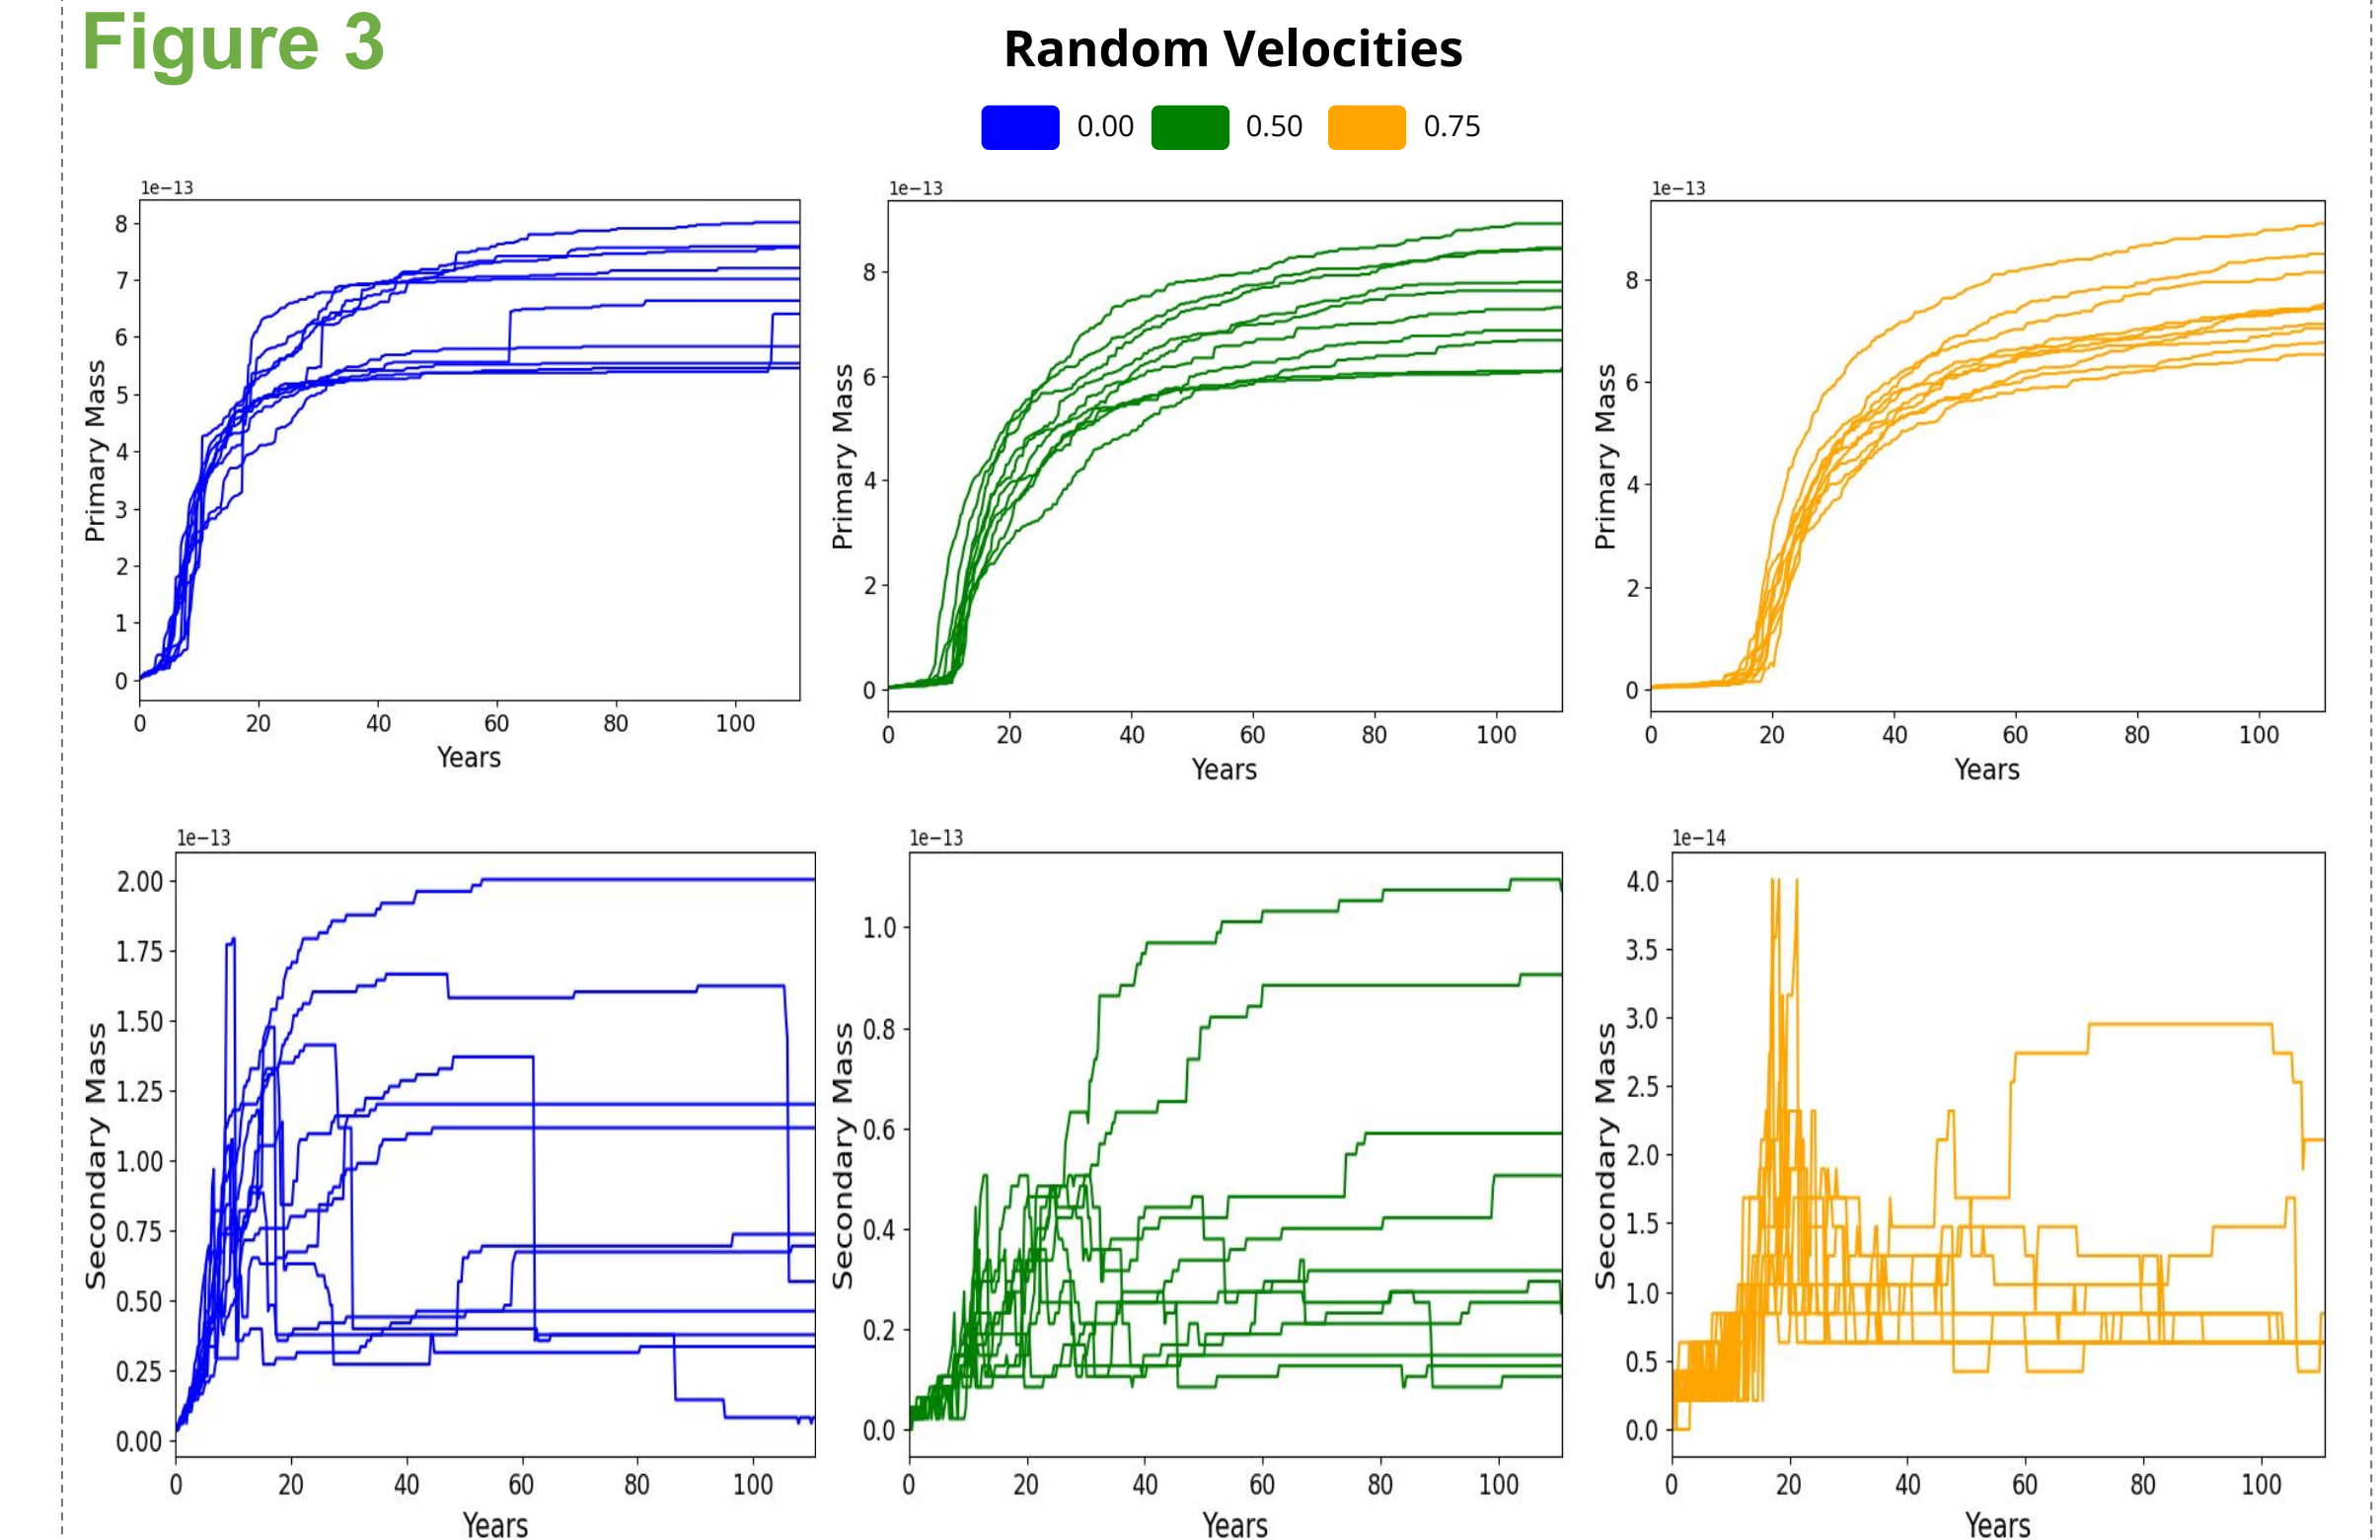 Figure 3
Random Velocities
0.00 0.50 0.75
1e−13
8
7
6
5
4
3
2
1
0
Primary Mass
0 20 40 60 80 100
Years
1e−13
8
6
4
2
0
Primary Mass
0 20 40 60 80 100
Years
1e−13
8
6
4
2
0
Primary Mass
0 20 40 60 80 100
Years
1e−13
2.00
1.75
1.50
1.25
1.00
0.75
0.50
0.25
0.00
Secondary Mass
0 20 40 60 80 100
Years
1e−13
1.0
0.8
0.6
0.4
0.2
0.0
Secondary Mass
0 20 40 60 80 100
Years
1e−14
4.0
3.5
3.0
2.5
2.0
1.5
1.0
0.5
0.0
Secondary Mass
0 20 40 60 80 100
Years